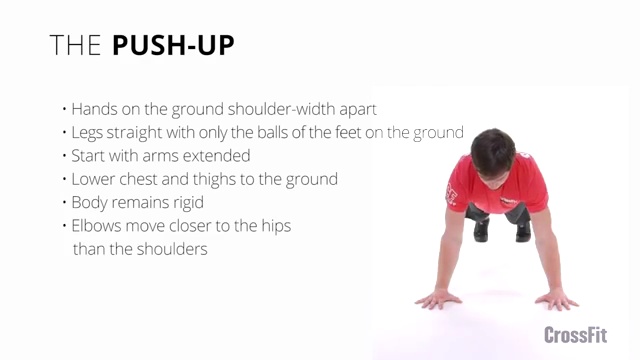 THE PUSH-UP
• Hands on the ground shoulder-width apart
• Legs straight with only the balls of the feet on the ground
• Start with arms extended
• Lower chest and thighs to the ground
• Body remains rigid
• Elbows move closer to the hips
than the shoulders
CrossFit